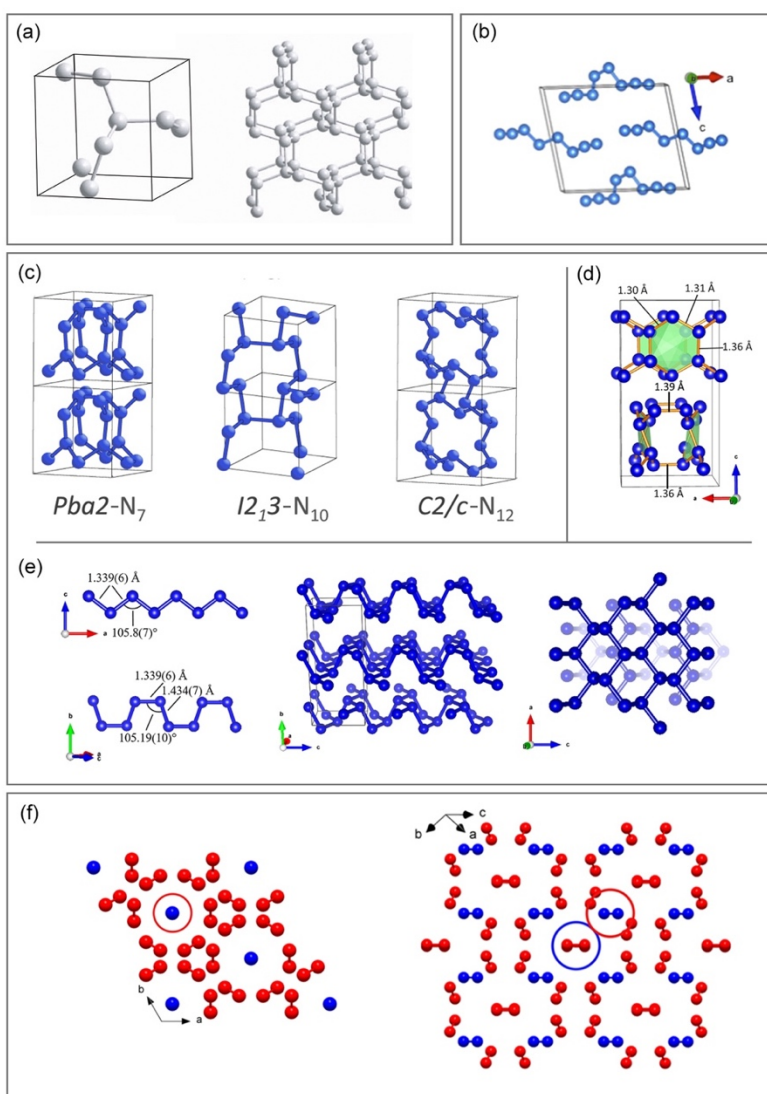 (a)
(b)
a
c
(c)
Pba2-N₇
I2₁3-N₁₀
C2/c-N₁₂
(d)
1.30 Å
1.31 Å
1.36 Å
1.39 Å
1.36 Å
c
a
(e)
1.339(6) Å
105.8(7)°
c
a
1.339(6) Å
1.434(7) Å
105.19(10)°
b
a
c
b
a
c
a
c
(f)
b
a
c
b
a